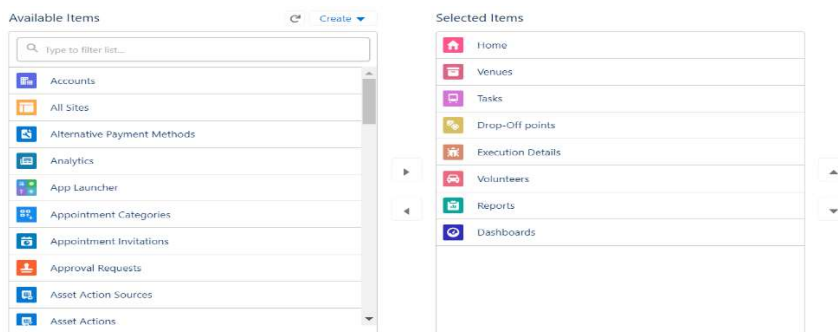 Available Items
Create
Type to filter list...
Accounts
All Sites
Alternative Payment Methods
Analytics
App Launcher
Appointment Categories
Appointment Invitations
Approval Requests
Asset Action Sources
Asset Actions
Selected Items
Home
Venues
Tasks
Drop-Off points
Execution Details
Volunteers
Reports
Dashboards